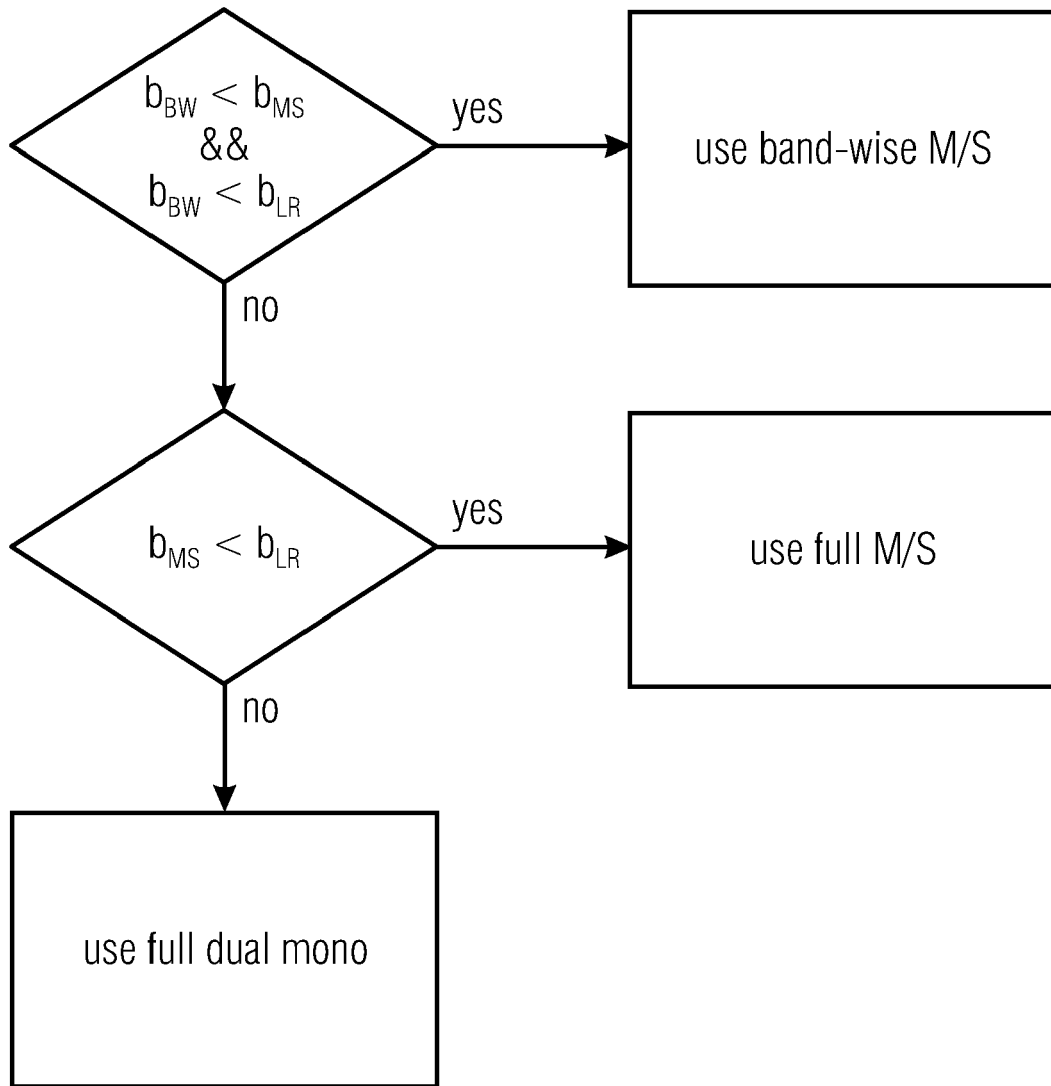 b_BW < b_MS
&&
b_BW < b_LR
yes
use band-wise M/S
no
b_MS < b_LR
yes
use full M/S
no
use full dual mono